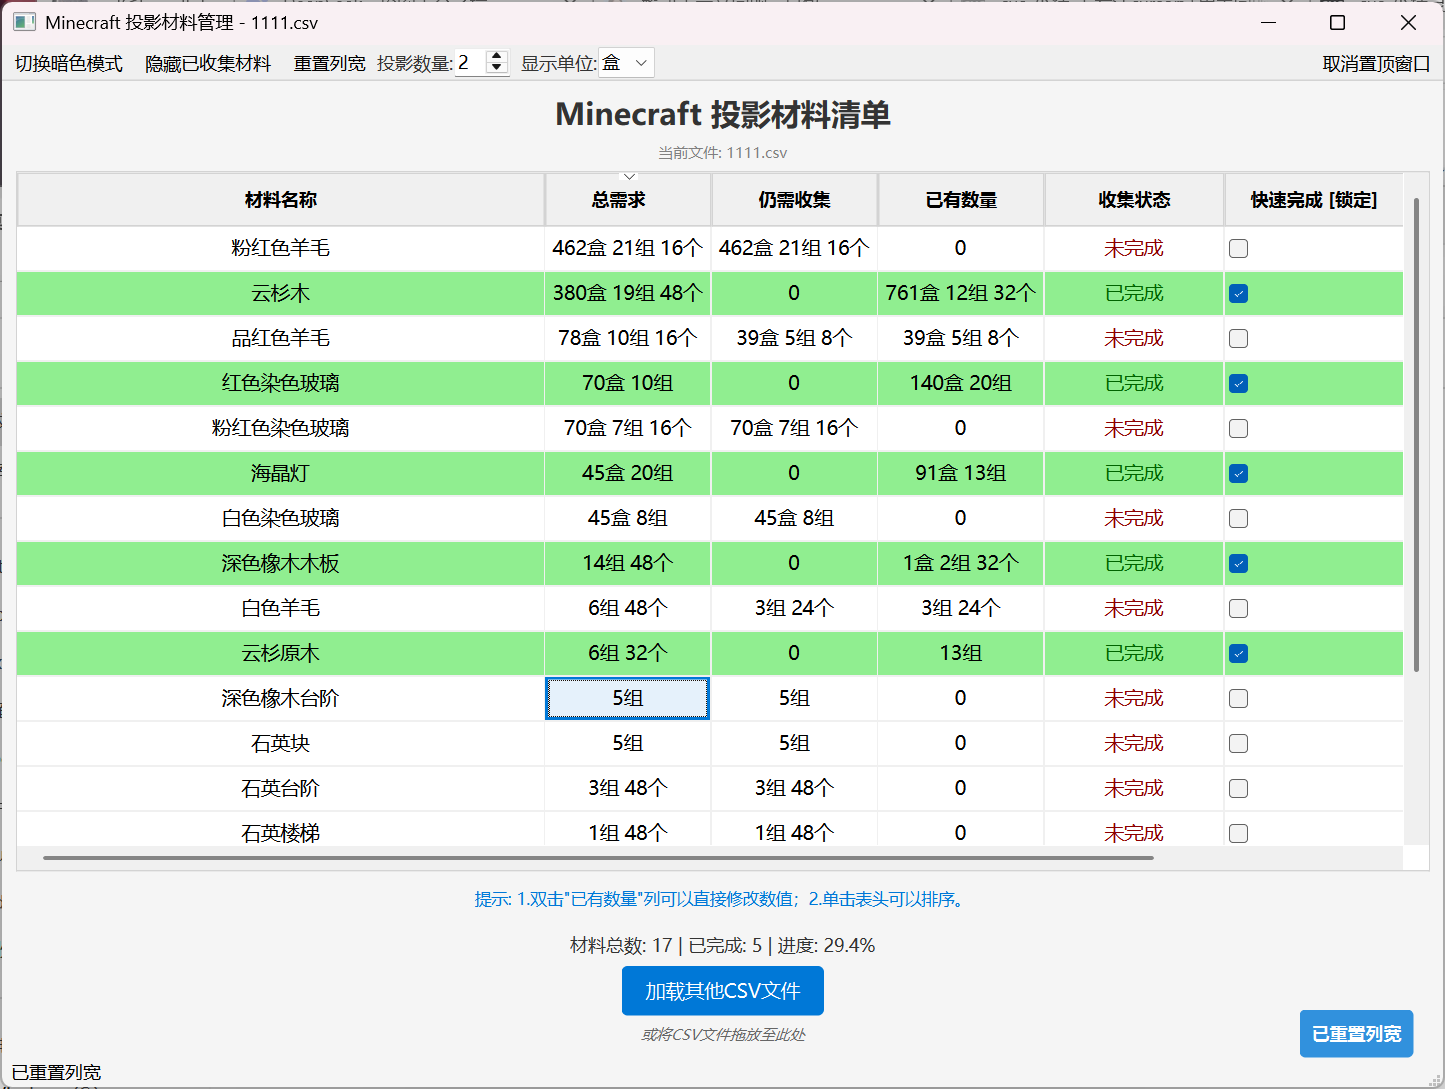 Minecraft 投影材料管理 - 1111.csv
切换暗色模式 隐藏已收集材料 重置列宽 投影数量: 2 显示单位: 盒 取消置顶窗口
Minecraft 投影材料清单
当前文件: 1111.csv
材料名称 总需求 仍需收集 已有数量 收集状态 快速完成 [锁定]
粉红色羊毛 462盒 21组 16个 462盒 21组 16个 0 未完成
云杉木 380盒 19组 48个 0 761盒 12组 32个 已完成
品红色羊毛 78盒 10组 16个 39盒 5组 8个 39盒 5组 8个 未完成
红色染色玻璃 70盒 10组 0 140盒 20组 已完成
粉红色染色玻璃 70盒 7组 16个 70盒 7组 16个 0 未完成
海晶灯 45盒 20组 0 91盒 13组 已完成
白色染色玻璃 45盒 8组 45盒 8组 0 未完成
深色橡木木板 14组 48个 0 1盒 2组 32个 已完成
白色羊毛 6组 48个 3组 24个 3组 24个 未完成
云杉原木 6组 32个 0 13组 已完成
深色橡木台阶 5组 5组 0 未完成
石英块 5组 5组 0 未完成
石英台阶 3组 48个 3组 48个 0 未完成
石英楼梯 1组 48个 1组 48个 0 未完成
提示: 1.双击"已有数量"列可以直接修改数值；2.单击表头可以排序。
材料总数: 17 | 已完成: 5 | 进度: 29.4%
加载其他CSV文件
或将CSV文件拖放至此处
已重置列宽
已重置列宽